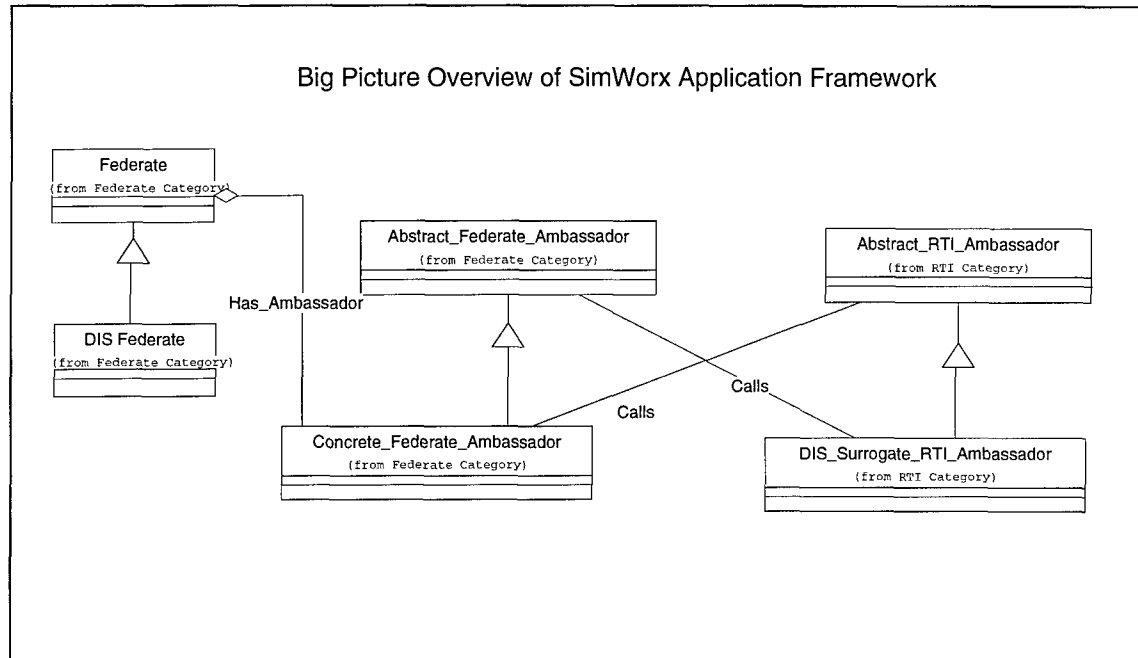 Big Picture Overview of SimWorx Application Framework
Federate
(from Federate Category)
Abstract_Federate_Ambassador
(from Federate Category)
Abstract_RTI_Ambassador
(from RTI Category)
Has_Ambassador
DIS Federate
(from Federate Category)
Calls
Calls
Concrete_Federate_Ambassador
(from Federate Category)
DIS_Surrogate_RTI_Ambassador
(from RTI Category)